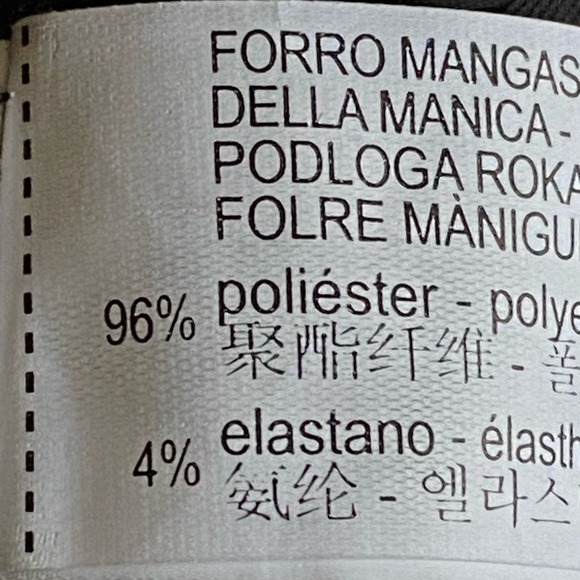 FORRO MANGAS
DELLA MANICA -
PODLOGA ROKA
FOLRE MÀNIGU
96% poliéster - polye
聚酯纤维 - 폴
4% elastano - élasth
氨纶 - 엘라스